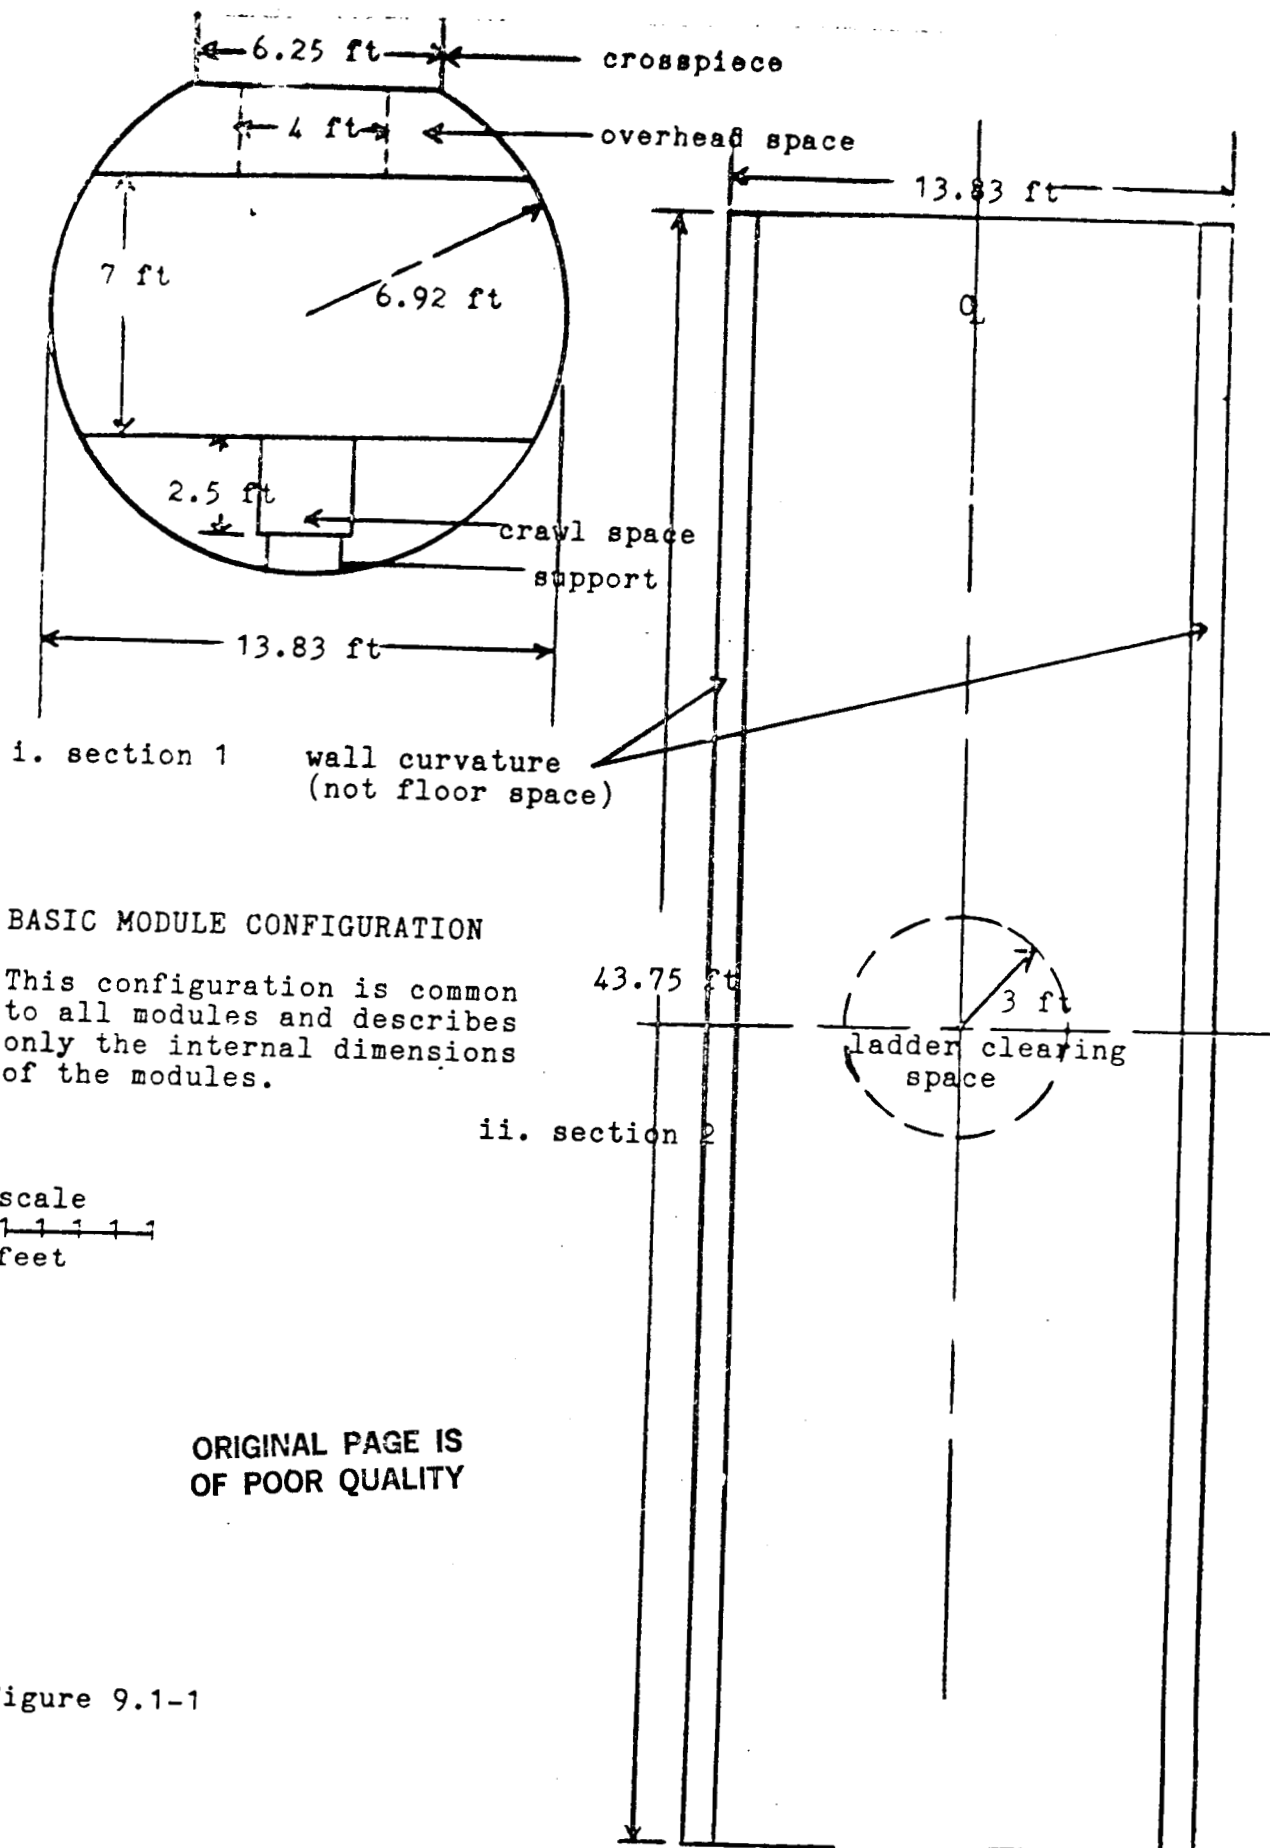 6.25 ft
crosspiece
4 ft
overhead space
13.83 ft
7 ft
6.92 ft
℄
2.5 ft
crawl space
support
13.83 ft
i. section 1
wall curvature
(not floor space)
BASIC MODULE CONFIGURATION
This configuration is common
to all modules and describes
only the internal dimensions
of the modules.
43.75 ft
3 ft
ladder clearing
space
ii. section 2
scale
feet
ORIGINAL PAGE IS
OF POOR QUALITY
igure 9.1-1